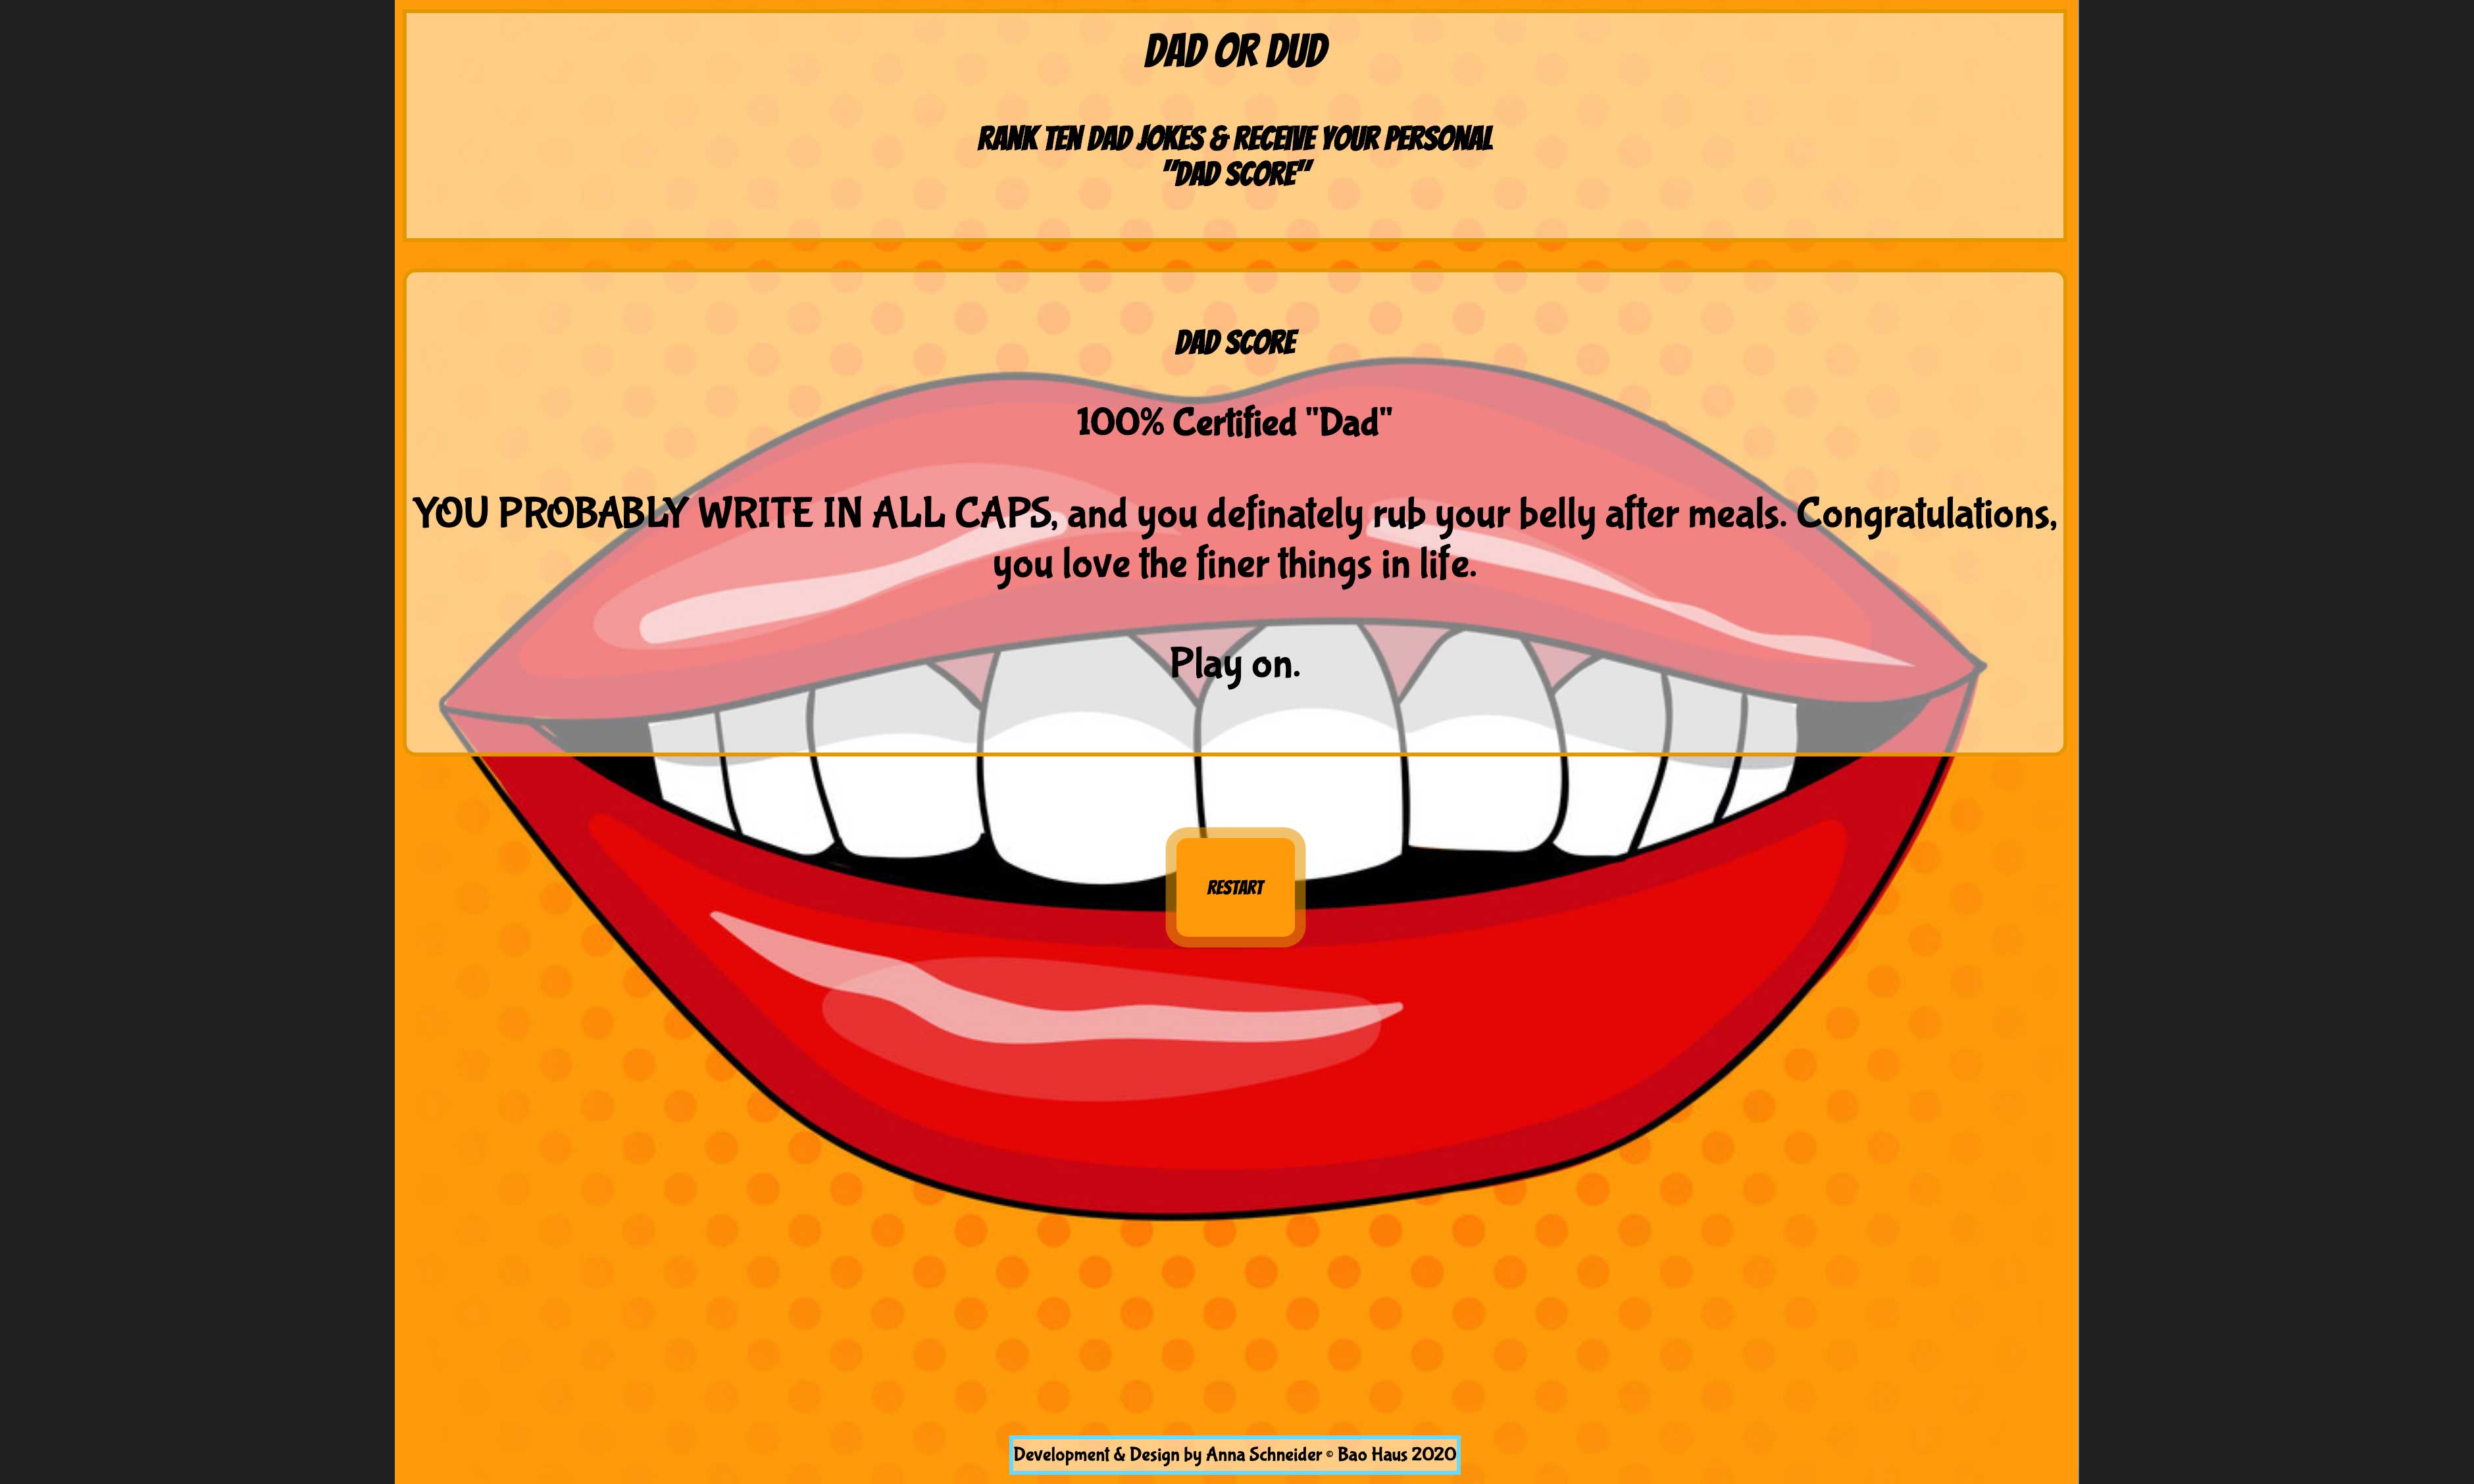 DAD OR DUD
RANK TEN DAD JOKES & RECEIVE YOUR PERSONAL
"DAD SCORE"
DAD SCORE
100% Certified "Dad"
YOU PROBABLY WRITE IN ALL CAPS, and you definately rub your belly after meals. Congratulations,
you love the finer things in life.
Play on.
RESTART
Development & Design by Anna Schneider © Bao Haus 2020